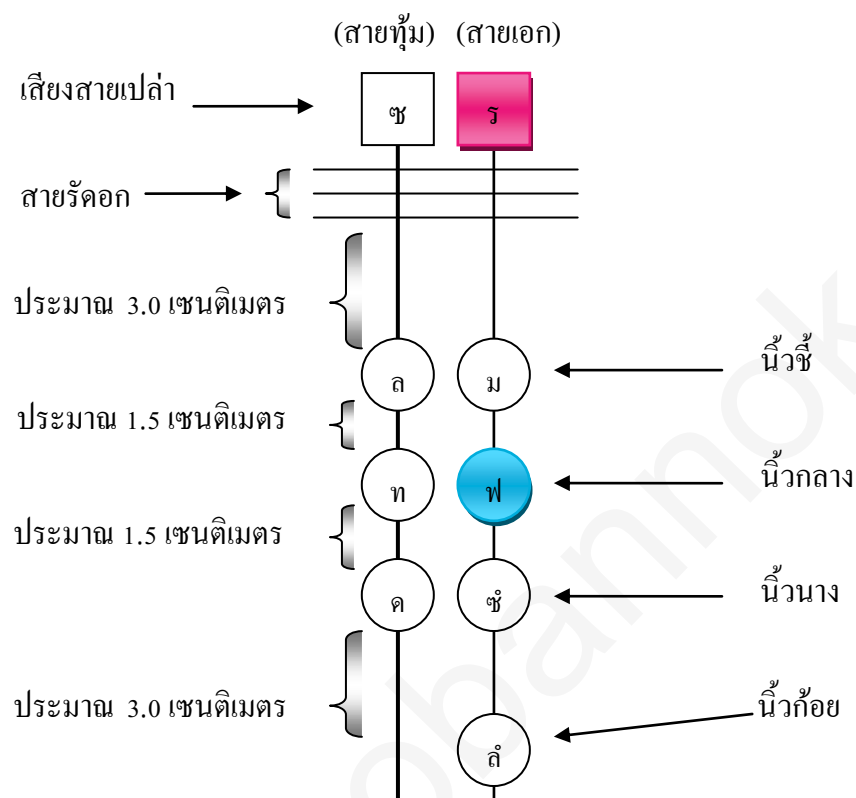 (สายทุ้ม) (สายเอก)
เสียงสายเปล่า ซ ร
สายรัดอก
ประมาณ 3.0 เซนติเมตร
ล ม นิ้วชี้
ประมาณ 1.5 เซนติเมตร
ท ฟ นิ้วกลาง
ประมาณ 1.5 เซนติเมตร
ด ซํ นิ้วนาง
ประมาณ 3.0 เซนติเมตร นิ้วก้อย
ลํ
obannok